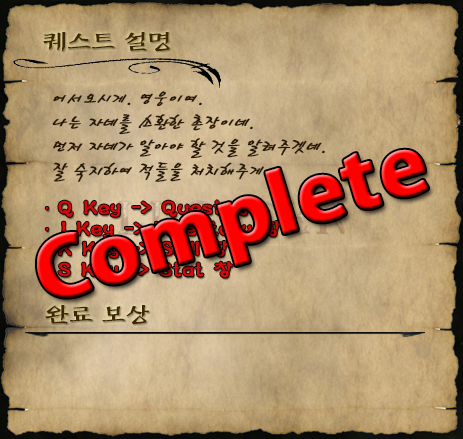 퀘스트 설명
어서오시게. 영웅이여.
나는 자네를 소환한 촌장이네.
먼저 자네가 알아야 할 것을 알려주겠네.
잘 숙지하여 적들을 처치해주게
· Q Key -> Quest
· I Key ->
Key
· S Key -> Stat 창
Complete
완료 보상